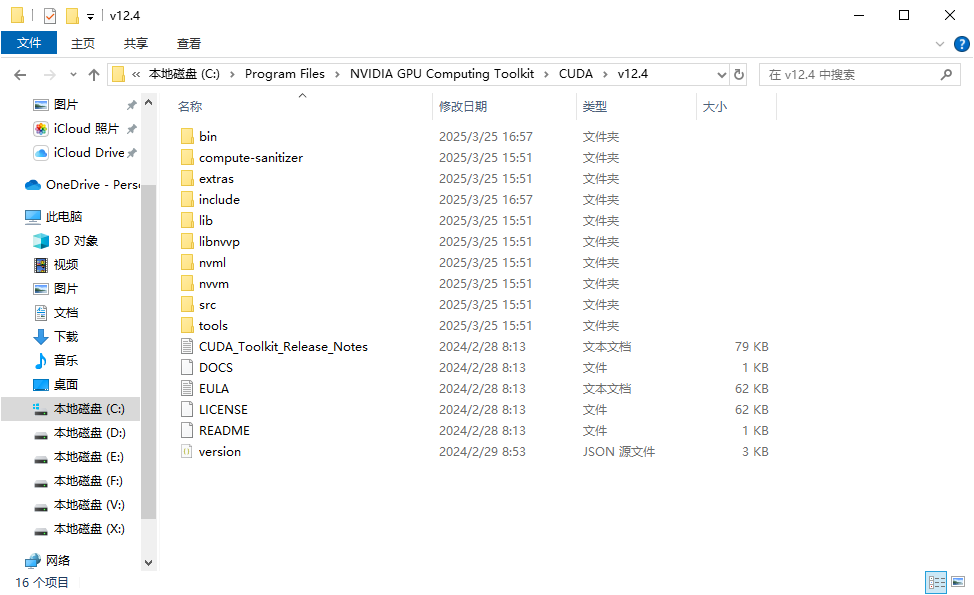 v12.4
文件 主页 共享 查看
« 本地磁盘 (C:) › Program Files › NVIDIA GPU Computing Toolkit › CUDA › v12.4
在 v12.4 中搜索
图片
iCloud 照片
iCloud Drive
OneDrive - Pers
此电脑
3D 对象
视频
图片
文档
下载
音乐
桌面
本地磁盘 (C:)
本地磁盘 (D:)
本地磁盘 (E:)
本地磁盘 (F:)
本地磁盘 (V:)
本地磁盘 (X:)
网络
名称 修改日期 类型 大小
bin 2025/3/25 16:57 文件夹
compute-sanitizer 2025/3/25 15:51 文件夹
extras 2025/3/25 15:51 文件夹
include 2025/3/25 16:57 文件夹
lib 2025/3/25 15:51 文件夹
libnvvp 2025/3/25 15:51 文件夹
nvml 2025/3/25 15:51 文件夹
nvvm 2025/3/25 15:51 文件夹
src 2025/3/25 15:51 文件夹
tools 2025/3/25 15:51 文件夹
CUDA_Toolkit_Release_Notes 2024/2/28 8:13 文本文档 79 KB
DOCS 2024/2/28 8:13 文件 1 KB
EULA 2024/2/28 8:13 文本文档 62 KB
LICENSE 2024/2/28 8:13 文件 62 KB
README 2024/2/28 8:13 文件 1 KB
version 2024/2/29 8:53 JSON 源文件 3 KB
16 个项目